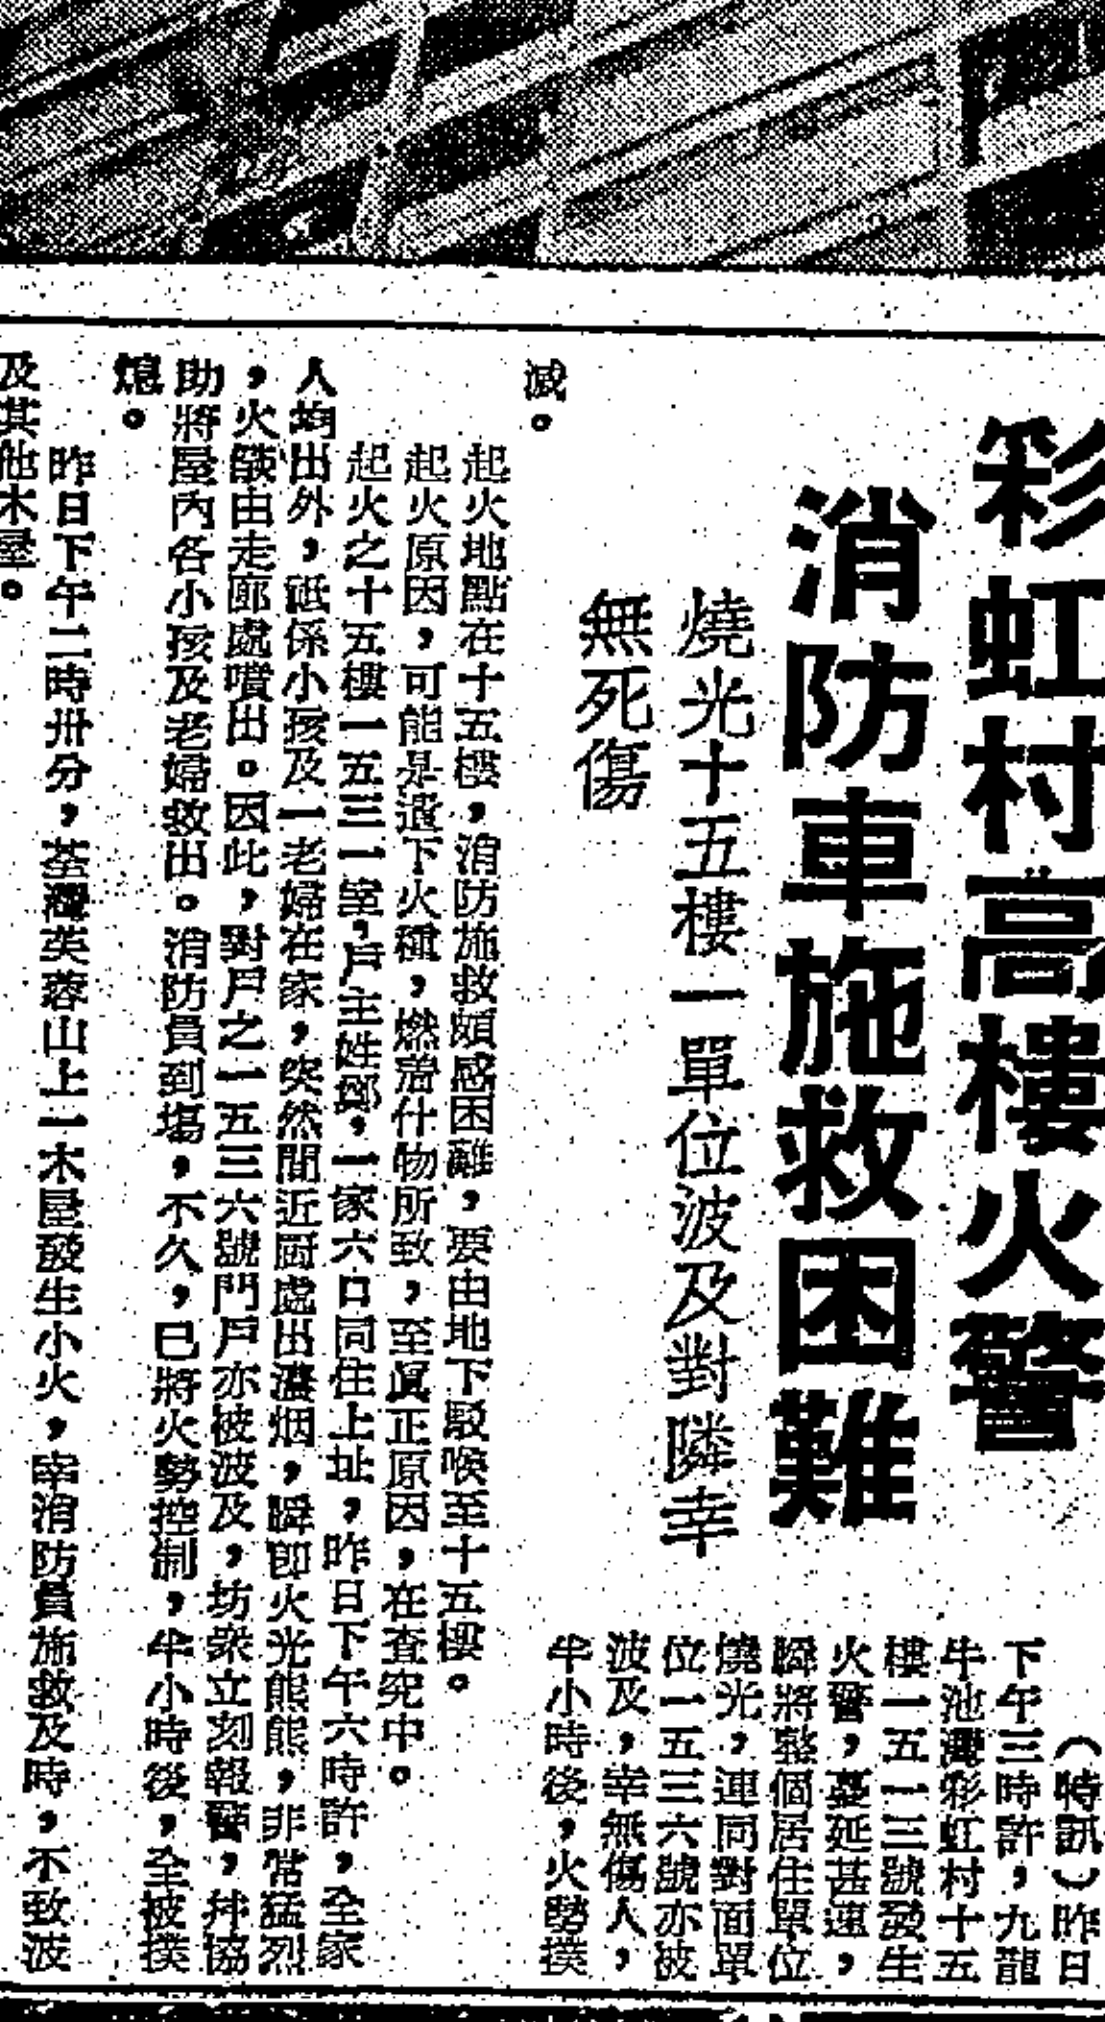 彩虹村高樓火警
消防車施救困難
燒光十五樓一單位波及對隣幸
無死傷
（特訊）昨日
下午三時許，九龍
牛池灣彩虹村十五
樓一五一三號發生
火警，蔓延甚速，
瞬將整個居住單位
燒光，連同對面單
位一五三六號亦被
波及，幸無傷人，
半小時後，火勢撲
滅。
起火地點在十五樓，消防施救頗感困難，要由地下駁喉至十五樓。
起火原因，可能是遺下火種，燃着什物所致，至眞正原因，在查究中。
起火之十五樓一五三一室，戶主姓鄭，一家六口同住上址，昨日下午六時許，全家
人均出外，祗係小孩及一老婦在家，突然間近厨處出濃烟，瞬即火光熊熊，非常猛烈
，火燄由走廊處噴出。因此，對戶之一五三六號門戶亦被波及，坊衆立刻報警，幷協
助將屋內各小孩及老婦救出。消防員到塲，不久，已將火勢控制，半小時後，全被撲
熄。
昨日下午二時卅分，荃灣芙蓉山上一木屋發生小火，幸消防員施救及時，不致波
及其他木屋。